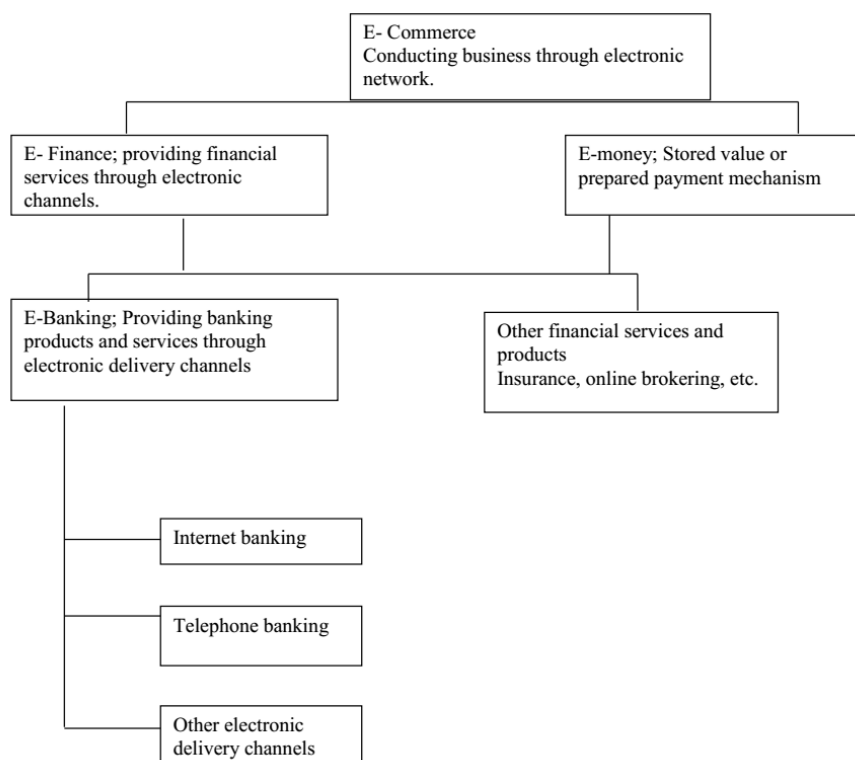 E- Commerce
Conducting business through electronic
network.
E- Finance; providing financial
services through electronic
channels.
E-money; Stored value or
prepared payment mechanism
E-Banking; Providing banking
products and services through
electronic delivery channels
Other financial services and
products
Insurance, online brokering, etc.
Internet banking
Telephone banking
Other electronic
delivery channels